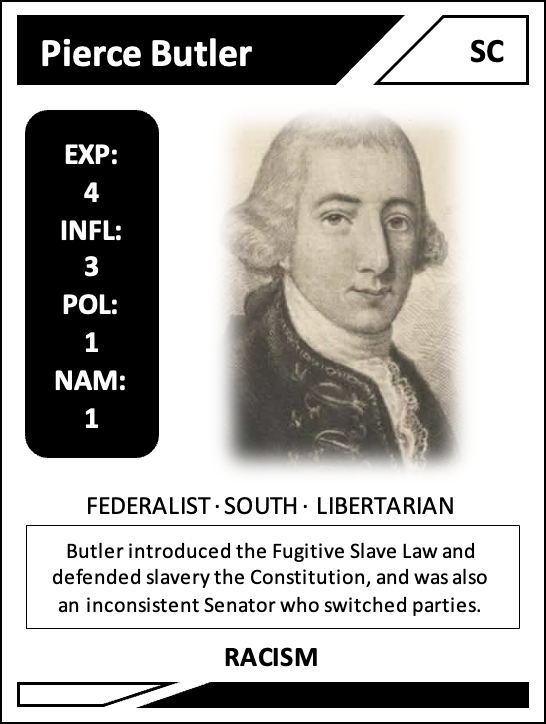 Pierce Butler
SC
EXP:
4
INFL:
3
POL:
1
NAM:
1
FEDERALIST · SOUTH · LIBERTARIAN
Butler introduced the Fugitive Slave Law and
defended slavery the Constitution, and was also
an inconsistent Senator who switched parties.
RACISM